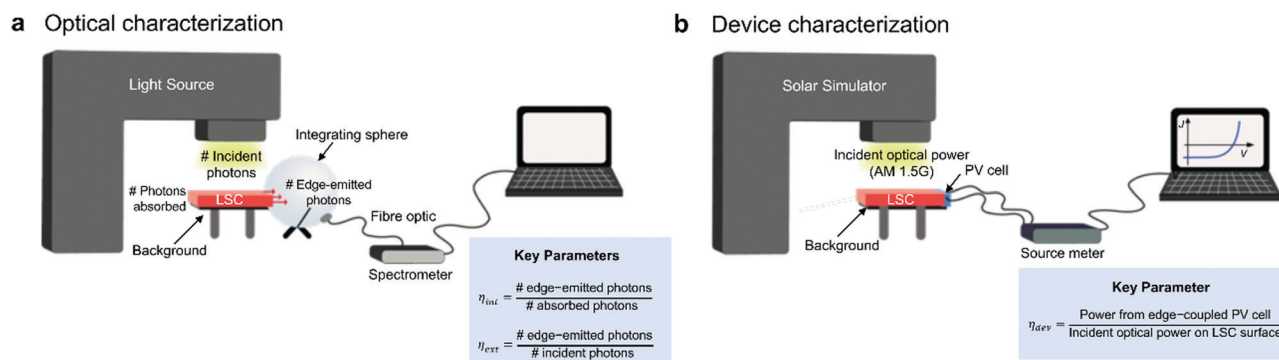 a Optical characterization
Light Source
Integrating sphere
# Incident
photons
# Photons
absorbed
LSC
# Edge-emitted
photons
Background
Fibre optic
Spectrometer
Key Parameters
η_int = # edge−emitted photons / # absorbed photons
η_ext = # edge−emitted photons / # incident photons
b Device characterization
Solar Simulator
Incident optical power
(AM 1.5G)
PV cell
LSC
Background
J
V
Source meter
Key Parameter
η_dev = Power from edge−coupled PV cell / Incident optical power on LSC surface